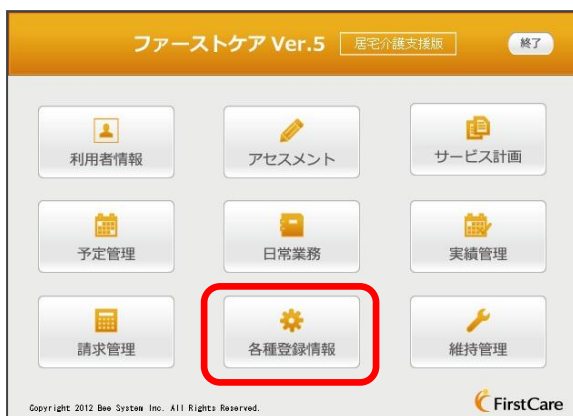 ファーストケア Ver.5 居宅介護支援版 終了
利用者情報 アセスメント サービス計画
予定管理 日常業務 実績管理
請求管理 各種登録情報 維持管理
Copyright 2012 Bee System Inc. All Rights Reserved. FirstCare